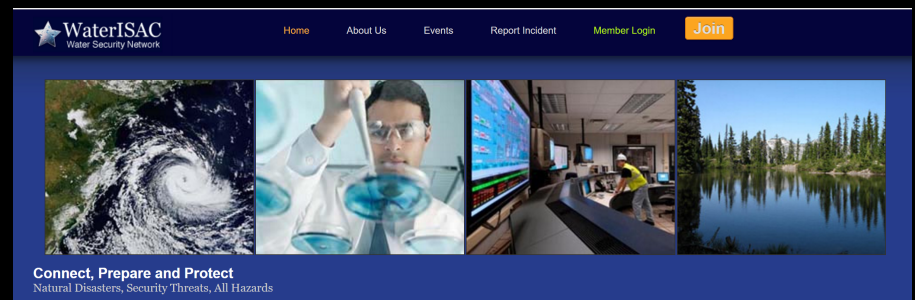 WaterISAC
Water Security Network
Home About Us Events Report Incident Member Login Join
Connect, Prepare and Protect
Natural Disasters, Security Threats, All Hazards